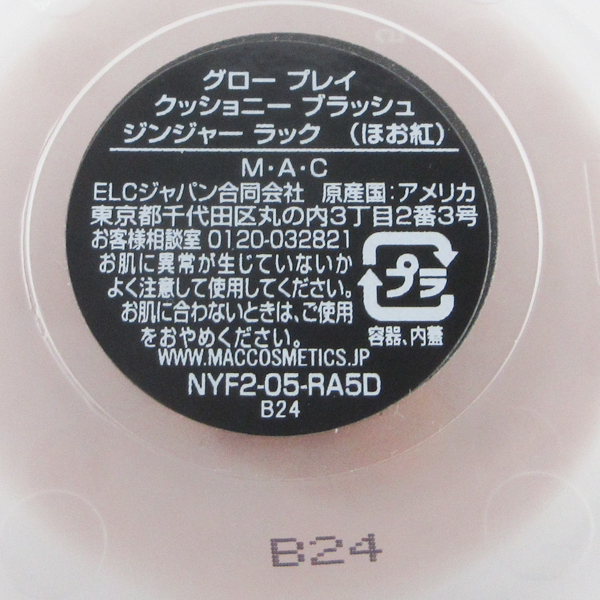 グロー プレイ
クッショニー ブラッシュ
ジンジャー ラック （ほお紅）
M・A・C
ELCジャパン合同会社 原産国：アメリカ
東京都千代田区丸の内3丁目2番3号
お客様相談室 0120-032821
お肌に異常が生じていないか
よく注意して使用してください。
お肌に合わないときは、ご使用
をおやめください。
プラ
容器、内蓋
WWW.MACCOSMETICS.JP
NYF2-05-RA5D
B24
B24